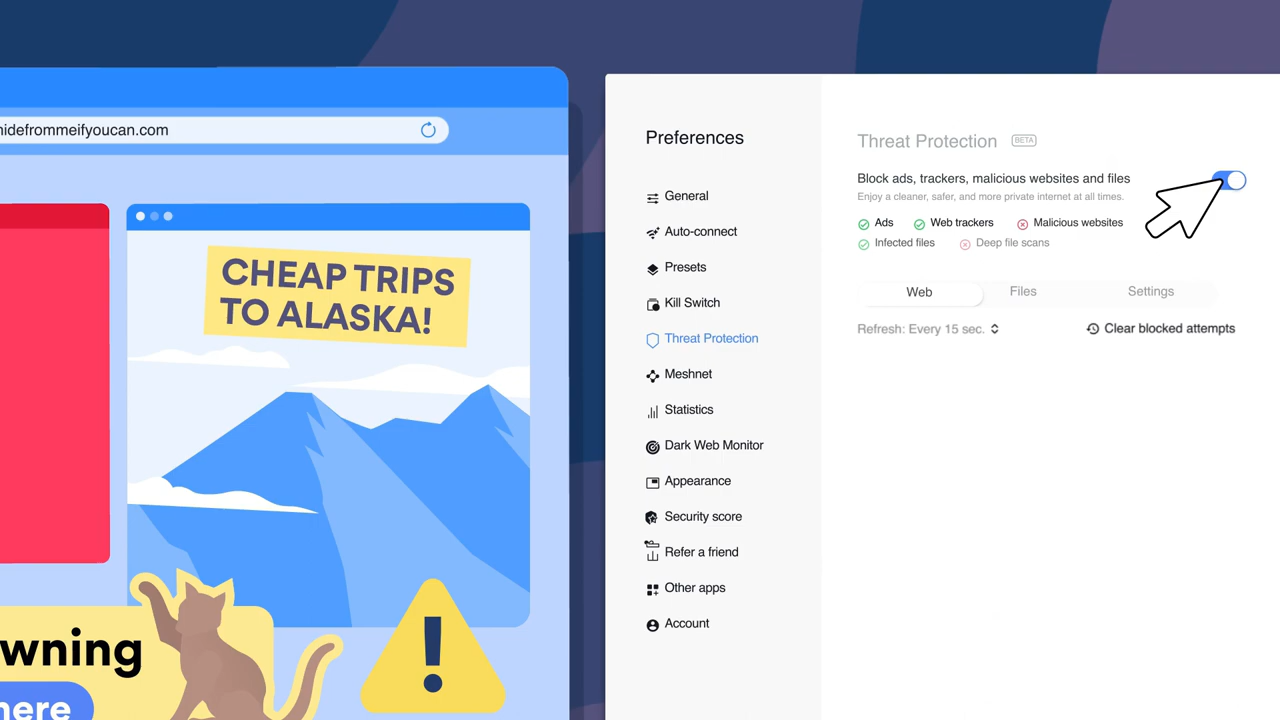 hidefrommeifyoucan.com
CHEAP TRIPS
TO ALASKA!
wning
here
Preferences
General
Auto-connect
Presets
Kill Switch
Threat Protection
Meshnet
Statistics
Dark Web Monitor
Appearance
Security score
Refer a friend
Other apps
Account
Threat Protection BETA
Block ads, trackers, malicious websites and files
Enjoy a cleaner, safer, and more private internet at all times.
Ads Web trackers Malicious websites
Infected files Deep file scans
Web Files Settings
Refresh: Every 15 sec. Clear blocked attempts